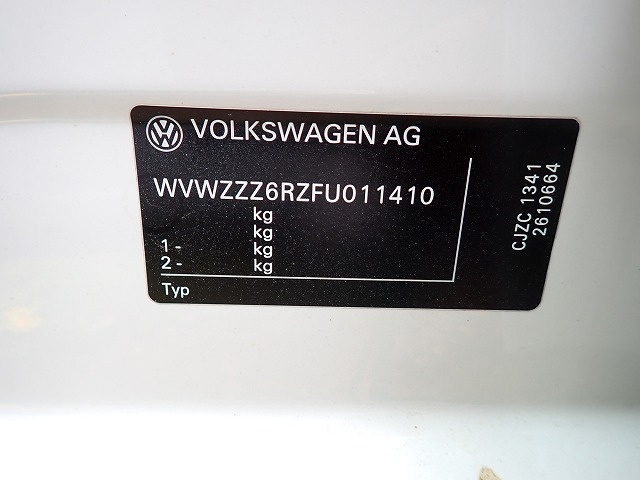 VOLKSWAGEN AG
WVWZZZ6RZFU011410
kg
kg
1 - kg
2 - kg
Typ
CJZC 1341
2610664